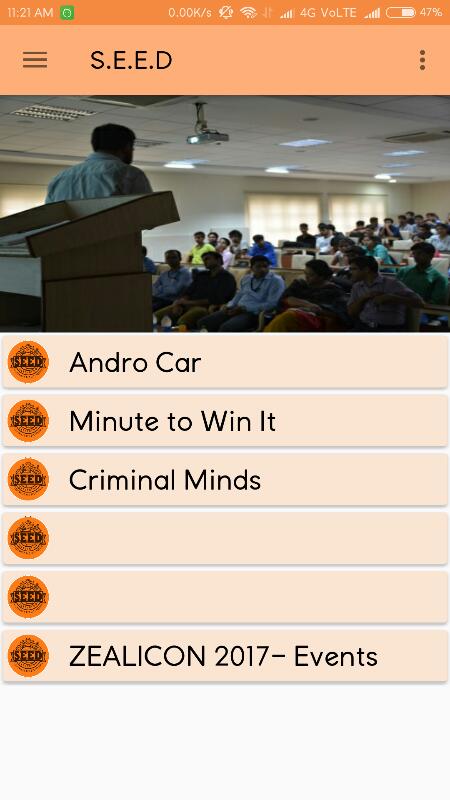 11:21 AM 0.00K/s 4G VoLTE 47%
S.E.E.D
SEED Andro Car
SEED Minute to Win It
SEED Criminal Minds
SEED
SEED
SEED ZEALICON 2017- Events